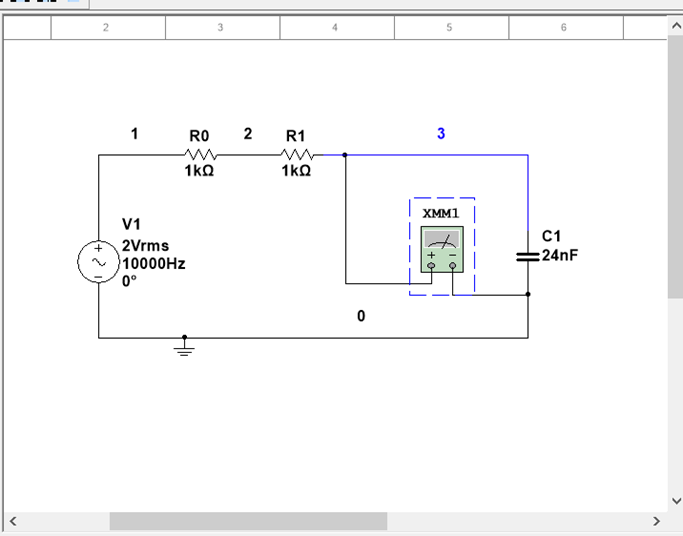 2 3 4 5 6
1 R0 2 R1 3
1kΩ 1kΩ
XMM1
V1
2Vrms
10000Hz
0°
C1
24nF
0